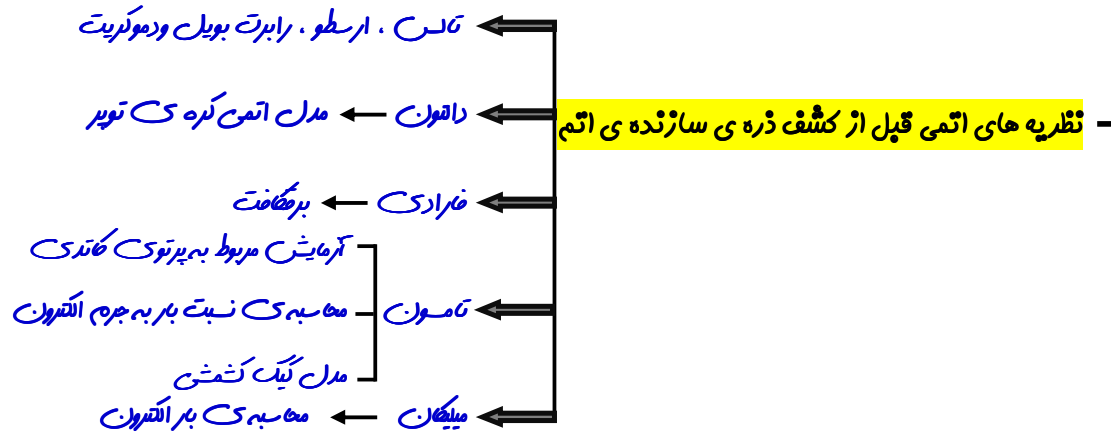 - نظریه های اتمی قبل از کشف ذره ی سازنده ی اتم
تالس ، ارسطو ، رابرت بویل ودموکریت
دالتون
مدل اتمی کره ی توپر
فارادی
برقکافت
تامسون
آزمایش مربوط به پرتوی کاتدی
محاسبه ی نسبت بار به جرم الکترون
مدل کیک کشمشی
میلیکان
محاسبه ی بار الکترون